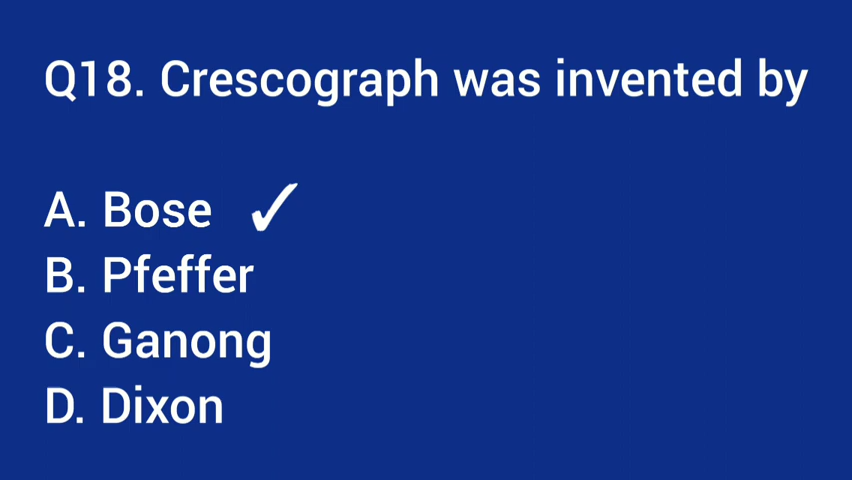 Q18. Crescograph was invented by
A. Bose ✓
B. Pfeffer
C. Ganong
D. Dixon